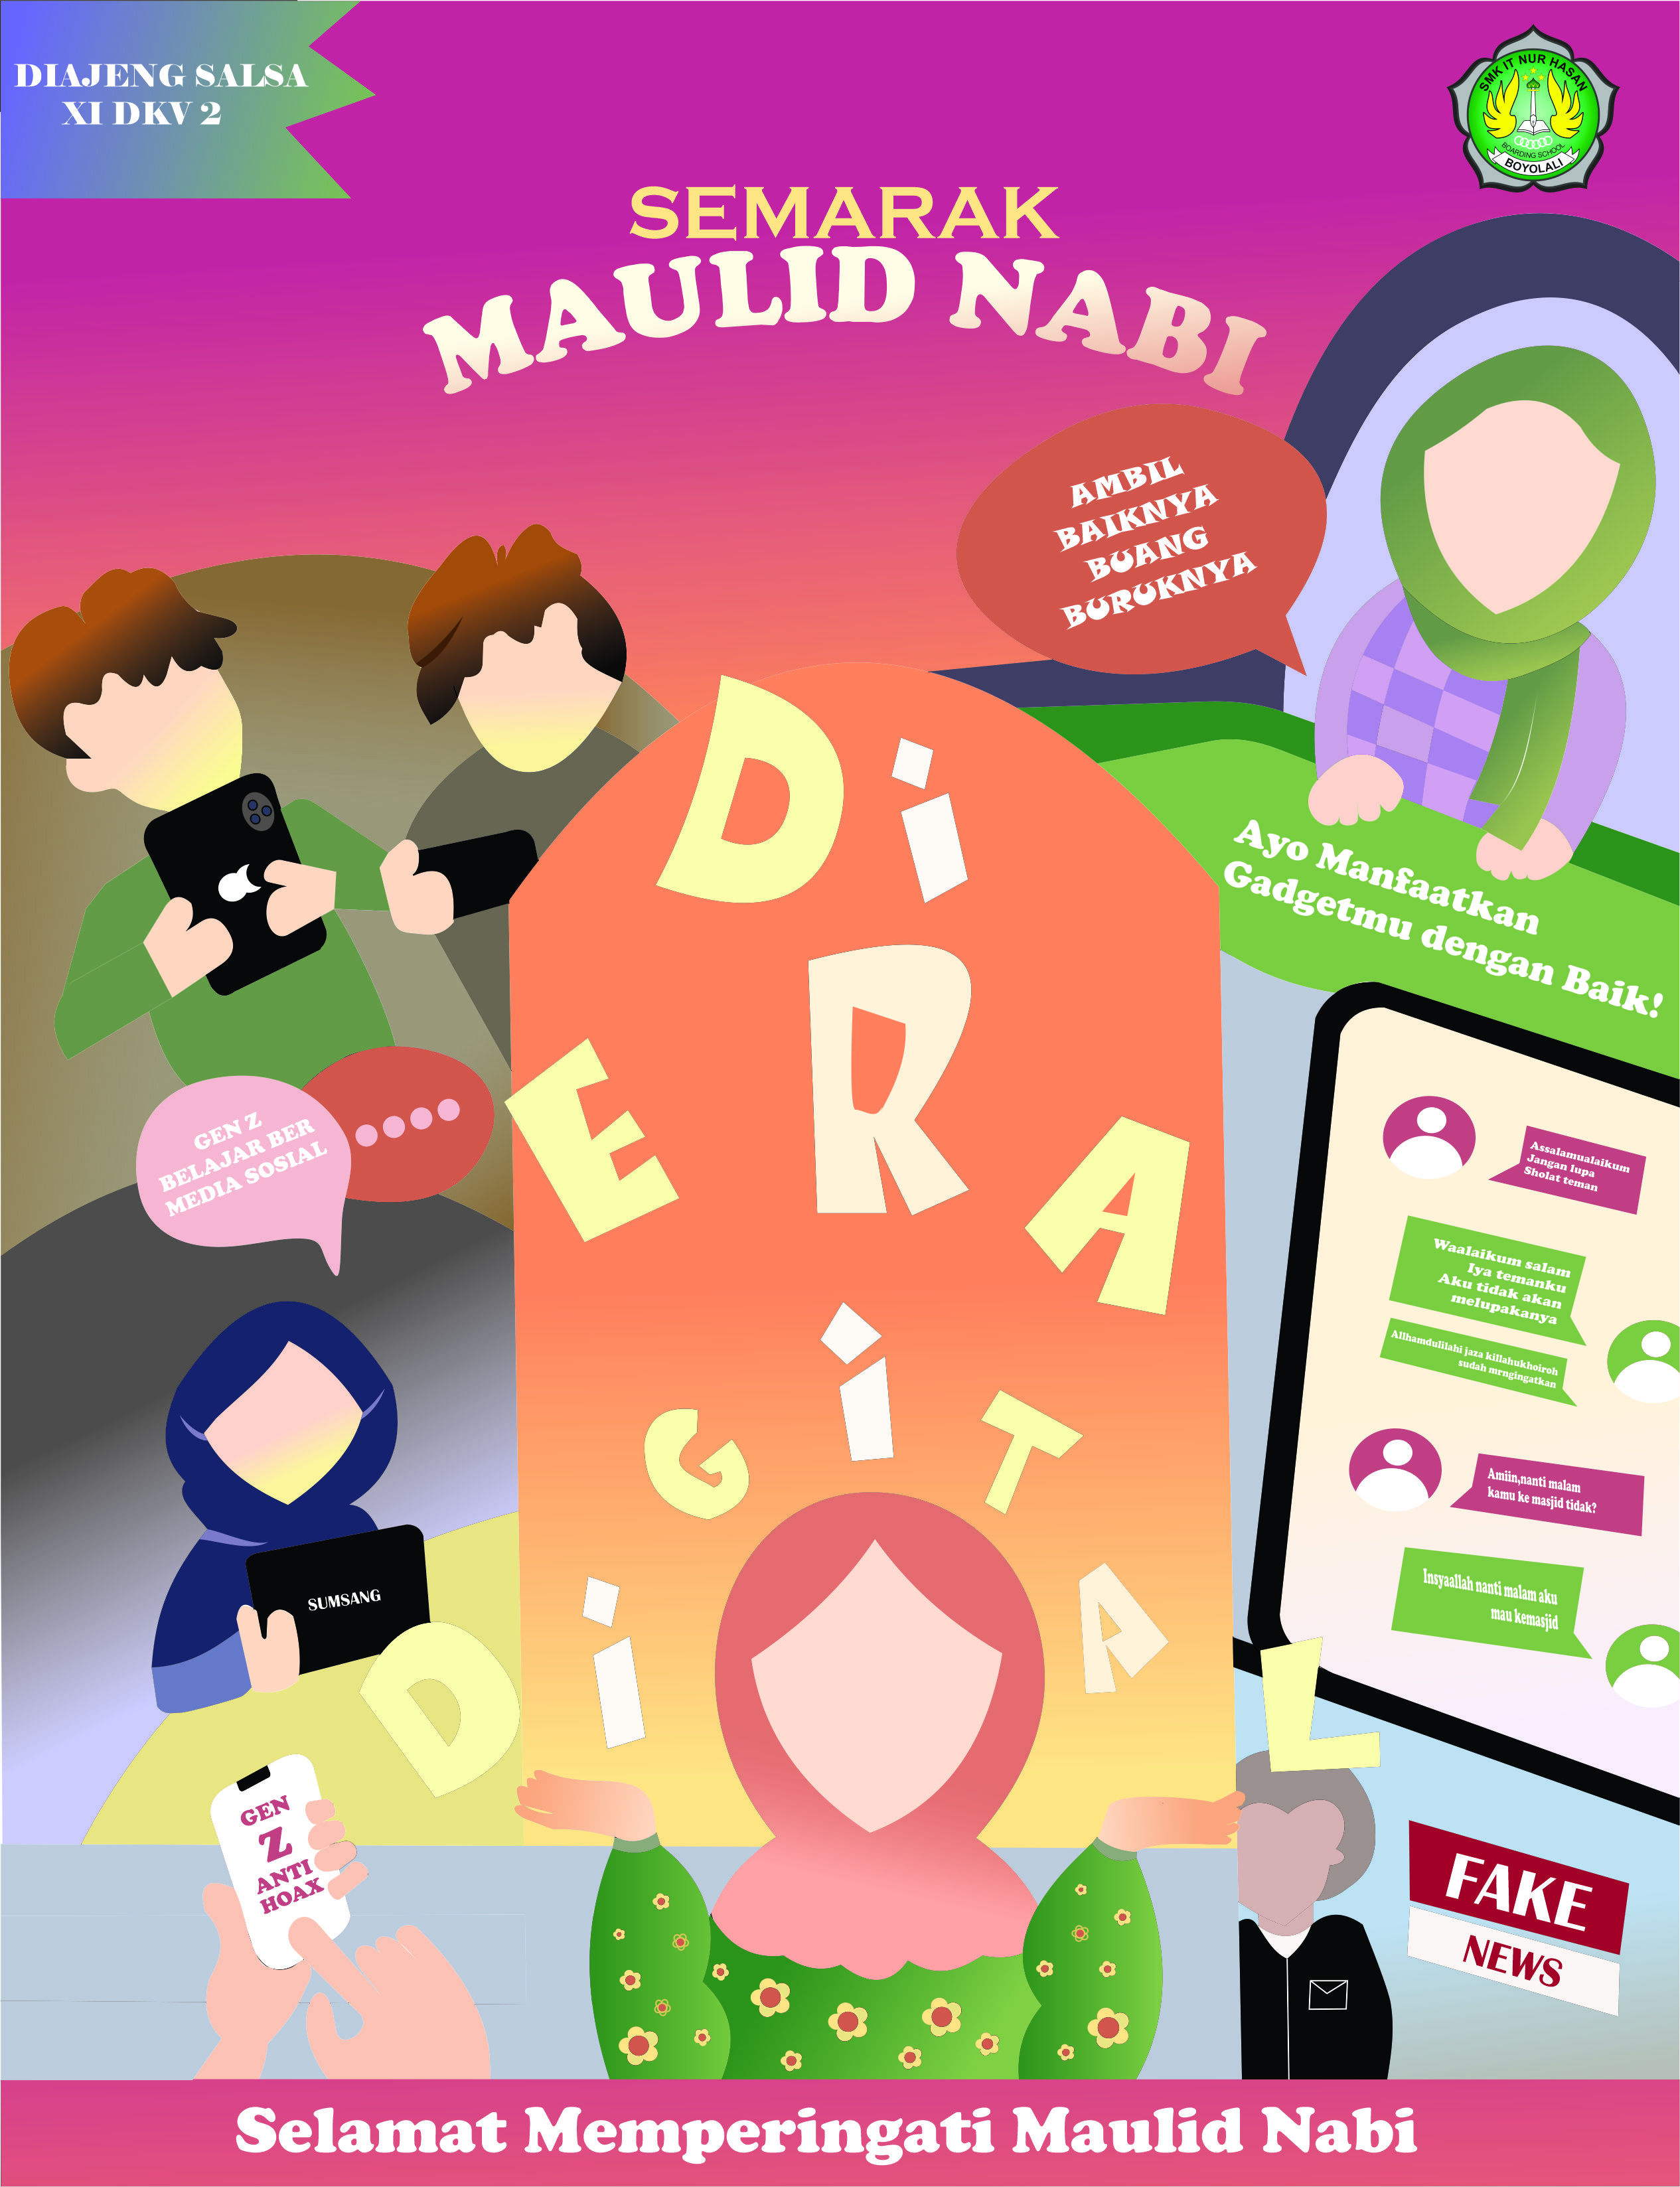 DIAJENG SALSA
XI DKV 2
SMK IT NUR HASAN
BOARDING SCHOOL
BOYOLALI
SEMARAK
MAULID NABI
AMBIL
BAIKNYA
BUANG
BURUKNYA
Di
ERA
DiGiTAL
Ayo Manfaatkan
Gadgetmu dengan Baik!
GEN Z
BELAJAR BER
MEDIA SOSIAL
Assalamualaikum
Jangan lupa
Sholat teman
Waalaikum salam
Iya temanku
Aku tidak akan
melupakanya
Allhamdulilahi jaza killahukhoiroh
sudah mrngingatkan
Amiin,nanti malam
kamu ke masjid tidak?
Insyaallah nanti malam aku
mau kemasjid
SUMSANG
GEN
Z
ANTI
HOAX
FAKE
NEWS
Selamat Memperingati Maulid Nabi